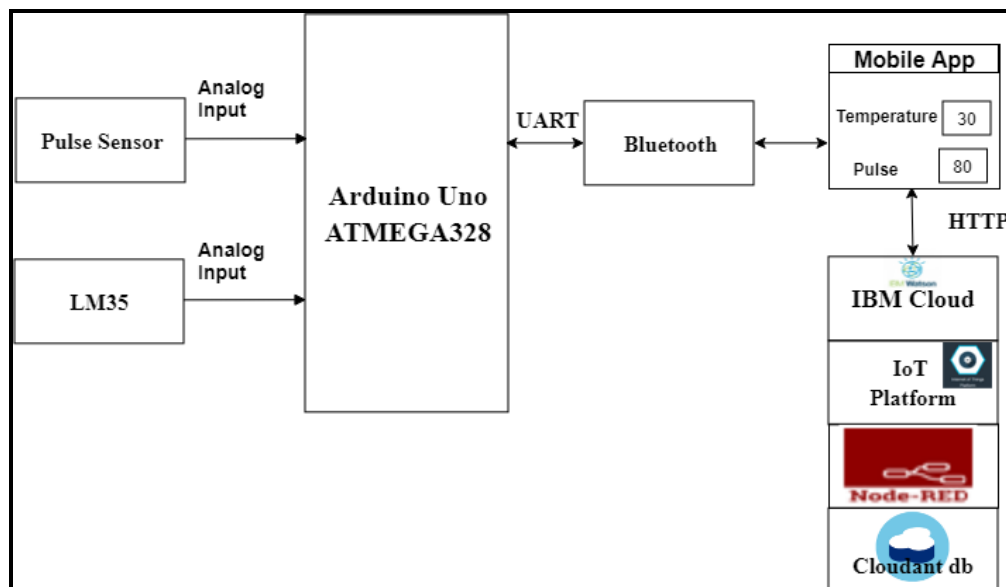 Pulse Sensor
Analog
Input
LM35
Analog
Input
Arduino Uno
ATMEGA328
UART
Bluetooth
Mobile App
Temperature
30
Pulse
80
HTTP
Watson
IBM Cloud
IoT
Platform
Node-RED
Cloudant db